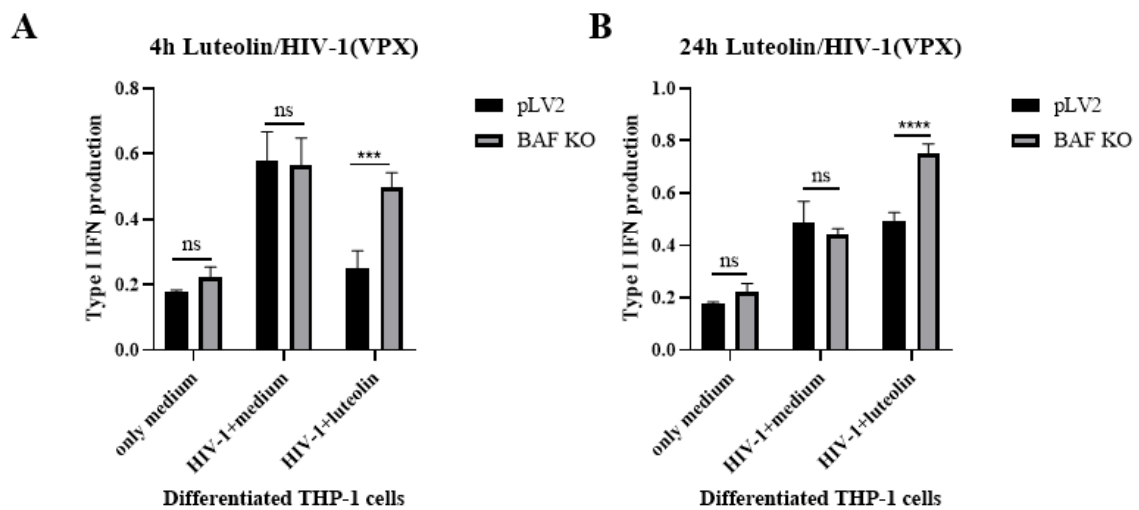 A
4h Luteolin/HIV-1(VPX)
Type I IFN production
0.8
0.6
0.4
0.2
0.0
ns
ns
***
pLV2
BAF KO
only medium
HIV-1+medium
HIV-1+luteolin
Differentiated THP-1 cells
B
24h Luteolin/HIV-1(VPX)
Type I IFN production
1.0
0.8
0.6
0.4
0.2
0.0
ns
ns
****
pLV2
BAF KO
only medium
HIV-1+medium
HIV-1+luteolin
Differentiated THP-1 cells